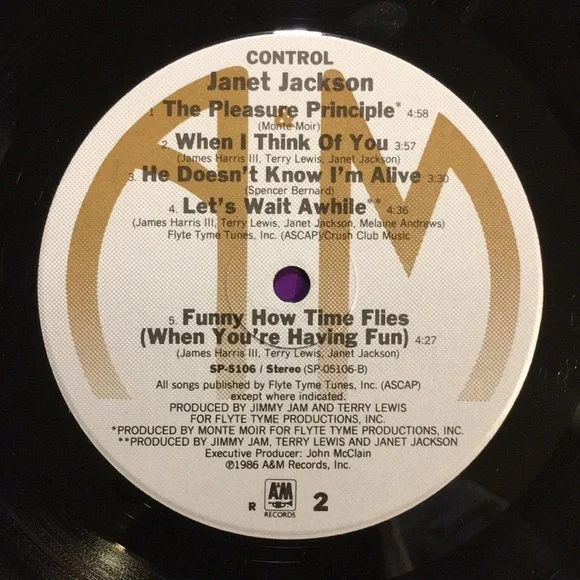 CONTROL
Janet Jackson
1. The Pleasure Principle* 4:58
(Monte Moir)
2. When I Think Of You 3:57
(James Harris III, Terry Lewis, Janet Jackson)
3. He Doesn't Know I'm Alive 3:30
(Spencer Bernard)
4. Let's Wait Awhile** 4:36
(James Harris III, Terry Lewis, Janet Jackson, Melaine Andrews)
Flyte Tyme Tunes, Inc. (ASCAP)/Crush Club Music
5. Funny How Time Flies
(When You're Having Fun) 4:27
(James Harris III, Terry Lewis, Janet Jackson)
SP-5106 / Stereo (SP-05106-B)
All songs published by Flyte Tyme Tunes, Inc. (ASCAP)
except where indicated.
PRODUCED BY JIMMY JAM AND TERRY LEWIS
FOR FLYTE TYME PRODUCTIONS, INC.
*PRODUCED BY MONTE MOIR FOR FLYTE TYME PRODUCTIONS, INC.
**PRODUCED BY JIMMY JAM, TERRY LEWIS AND JANET JACKSON
Executive Producer: John McClain
℗1986 A&M Records, Inc.
R A&M 2
RECORDS
A&M